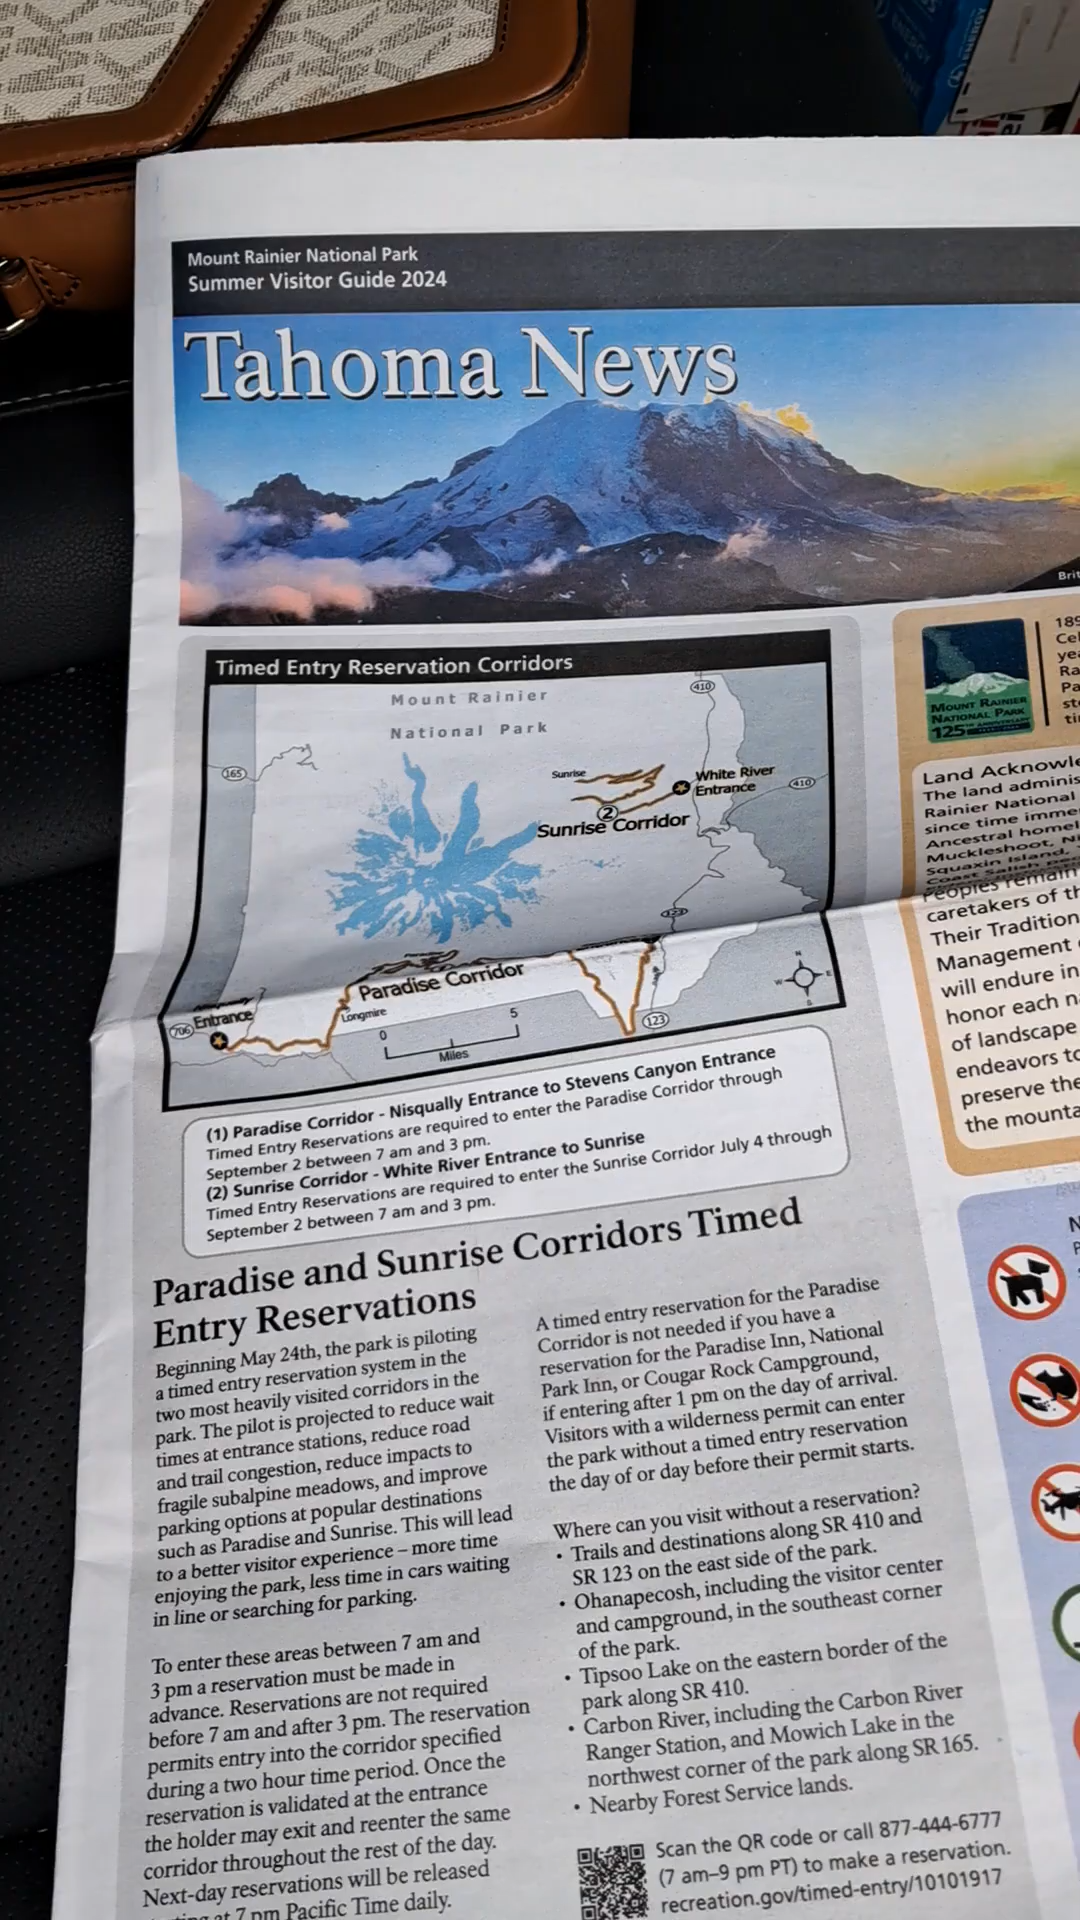 Mount Rainier National Park
Summer Visitor Guide 2024
Tahoma News
Brit
Timed Entry Reservation Corridors
Mount Rainier
National Park
410
165
Sunrise
White River
Entrance
410
2
Sunrise Corridor
123
Paradise Corridor
Longmire
706
Entrance
0
5
Miles
123
N
W
E
S
(1) Paradise Corridor - Nisqually Entrance to Stevens Canyon Entrance
Timed Entry Reservations are required to enter the Paradise Corridor through
September 2 between 7 am and 3 pm.
(2) Sunrise Corridor - White River Entrance to Sunrise
Timed Entry Reservations are required to enter the Sunrise Corridor July 4 through
September 2 between 7 am and 3 pm.
Paradise and Sunrise Corridors Timed
Entry Reservations
Beginning May 24th, the park is piloting
a timed entry reservation system in the
two most heavily visited corridors in the
park. The pilot is projected to reduce wait
times at entrance stations, reduce road
and trail congestion, reduce impacts to
fragile subalpine meadows, and improve
parking options at popular destinations
such as Paradise and Sunrise. This will lead
to a better visitor experience – more time
enjoying the park, less time in cars waiting
in line or searching for parking.
To enter these areas between 7 am and
3 pm a reservation must be made in
advance. Reservations are not required
before 7 am and after 3 pm. The reservation
permits entry into the corridor specified
during a two hour time period. Once the
reservation is validated at the entrance
the holder may exit and reenter the same
corridor throughout the rest of the day.
Next-day reservations will be released
at 7 pm Pacific Time daily.
A timed entry reservation for the Paradise
Corridor is not needed if you have a
reservation for the Paradise Inn, National
Park Inn, or Cougar Rock Campground,
if entering after 1 pm on the day of arrival.
Visitors with a wilderness permit can enter
the park without a timed entry reservation
the day of or day before their permit starts.
Where can you visit without a reservation?
• Trails and destinations along SR 410 and
SR 123 on the east side of the park.
• Ohanapecosh, including the visitor center
and campground, in the southeast corner
of the park.
• Tipsoo Lake on the eastern border of the
park along SR 410.
• Carbon River, including the Carbon River
Ranger Station, and Mowich Lake in the
northwest corner of the park along SR 165.
• Nearby Forest Service lands.
Scan the QR code or call 877-444-6777
(7 am–9 pm PT) to make a reservation.
recreation.gov/timed-entry/10101917
MOUNT RAINIER
NATIONAL PARK
125TH ANNIVERSARY
189
Cel
yea
Ra
Pa
st
ti
Land Acknowle
The land adminis
Rainier National
since time imme
Ancestral homel
Muckleshoot, Ni
Squaxin Island,
Coast Salish
Peoples remain
caretakers of th
Their Tradition
Management
will endure in
honor each n
of landscape
endeavors to
preserve the
the mounta
N
P
ENERGY